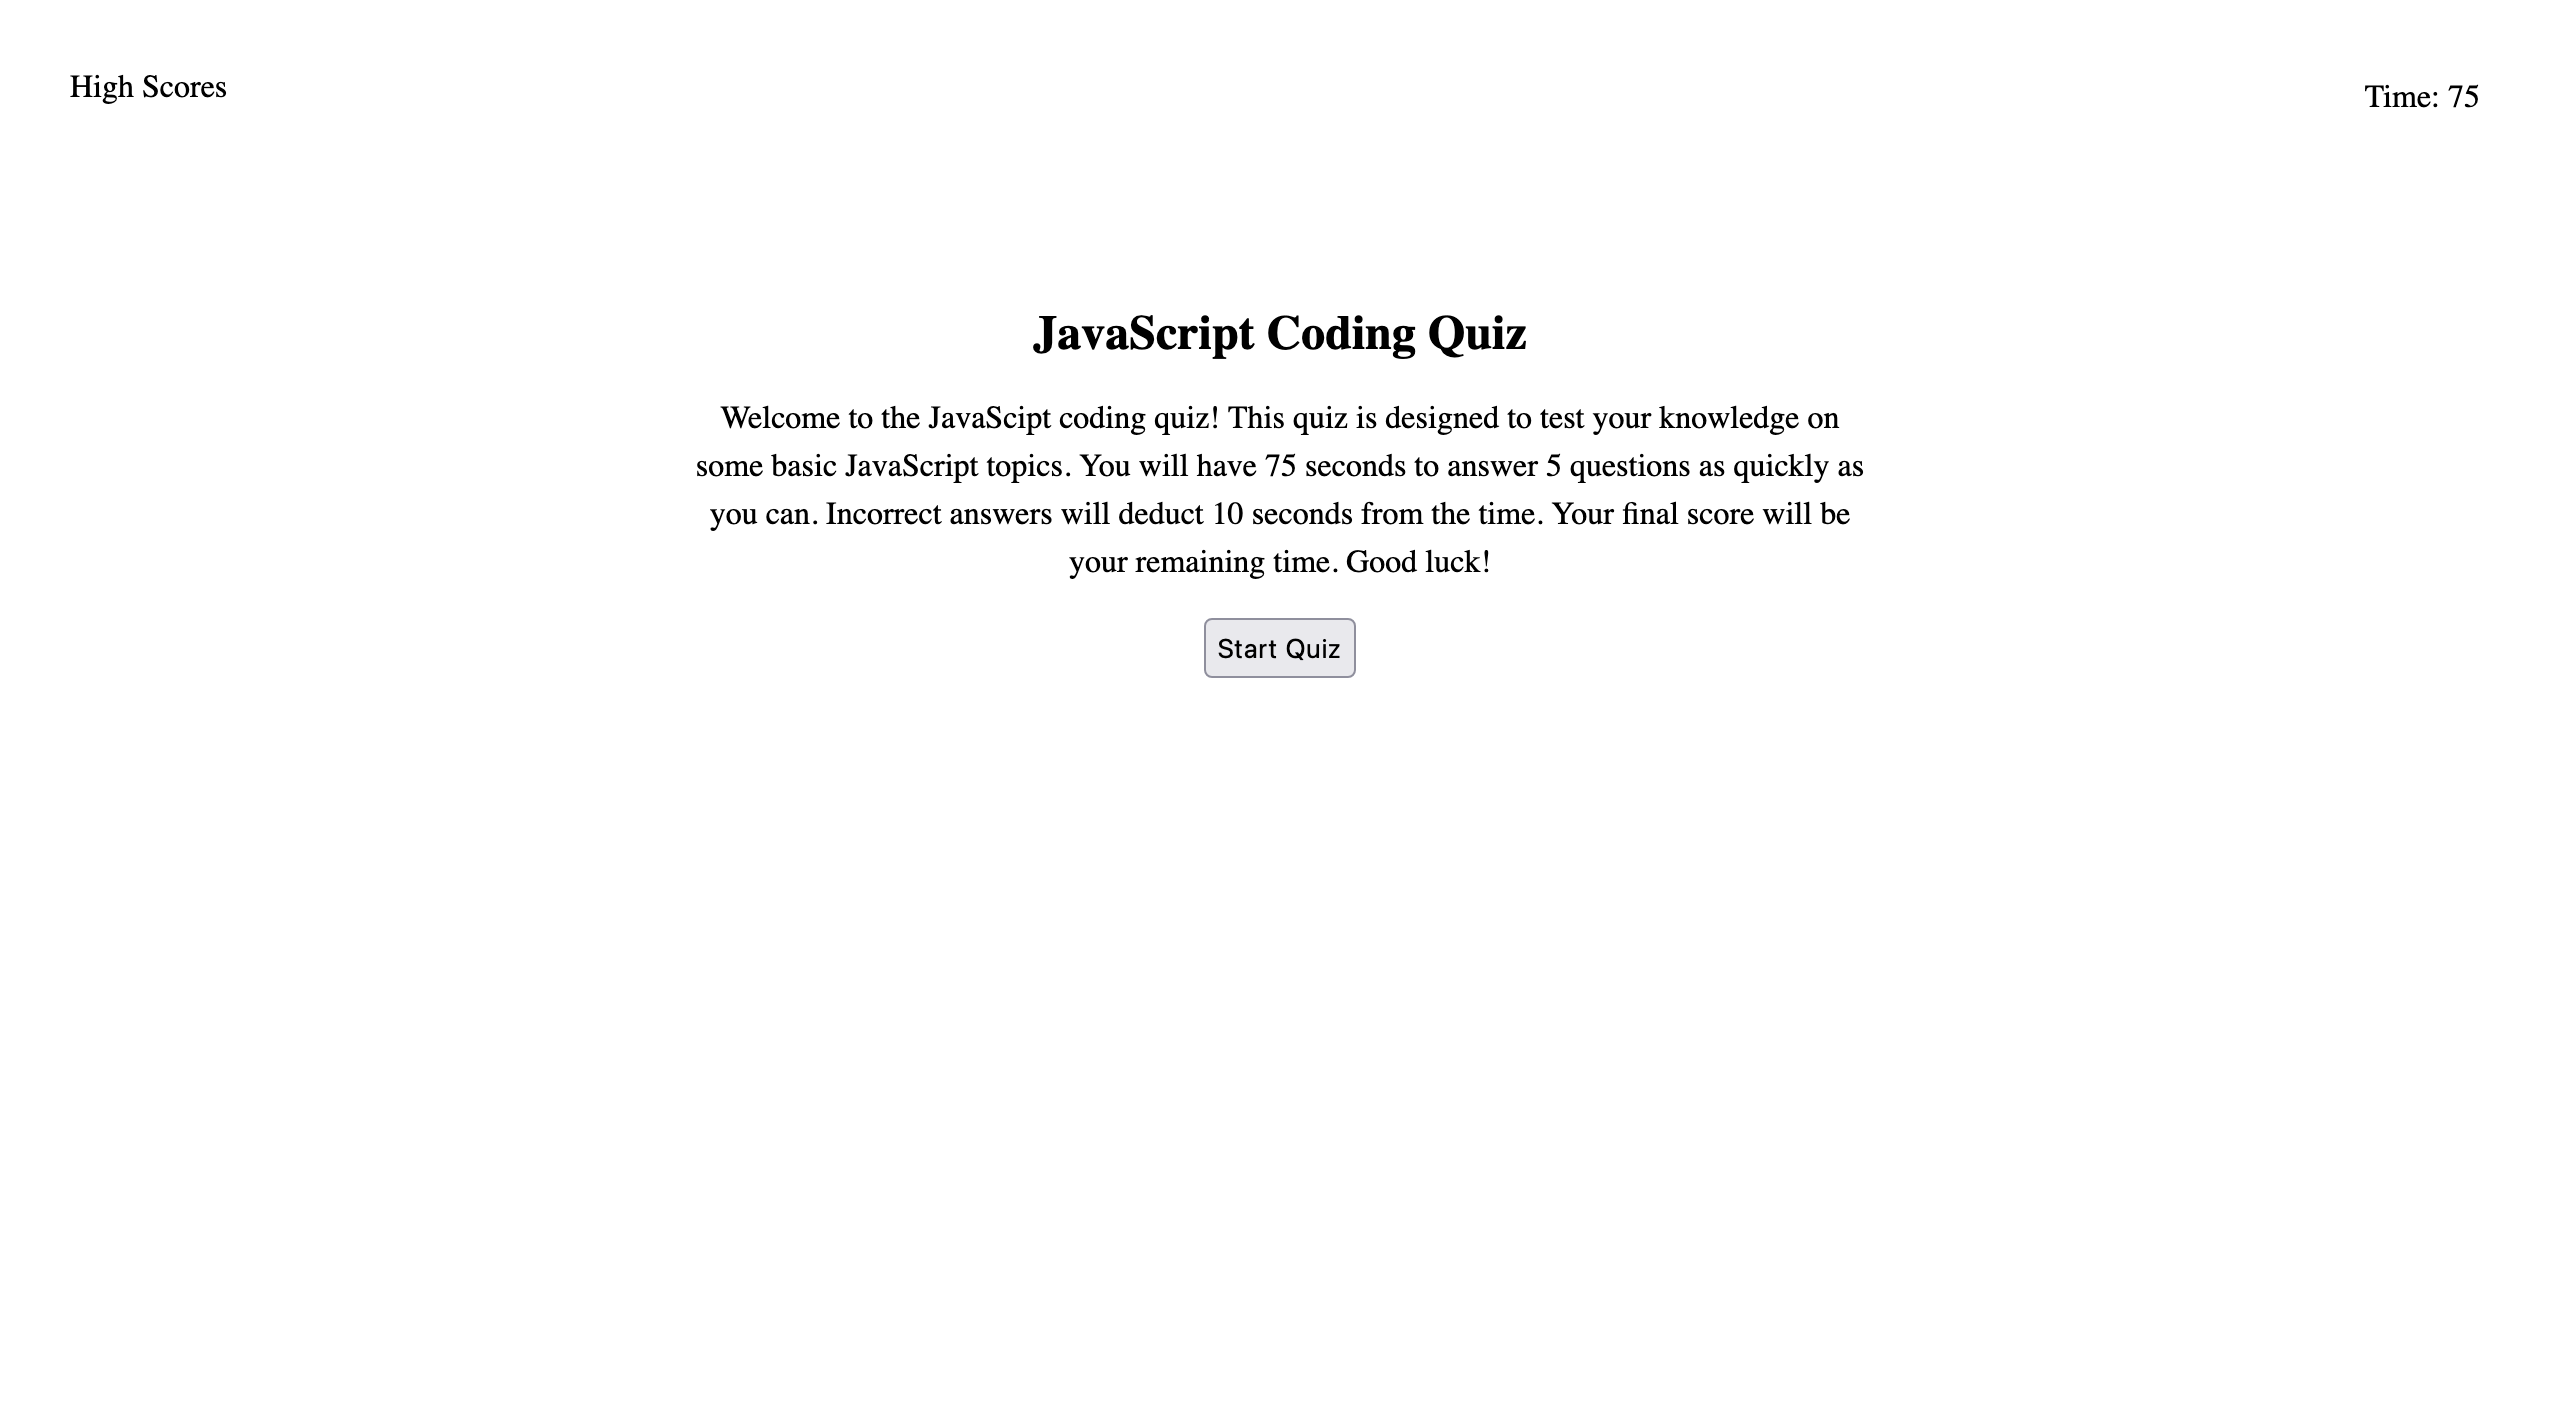 High Scores
Time: 75
JavaScript Coding Quiz
Welcome to the JavaScipt coding quiz! This quiz is designed to test your knowledge on
some basic JavaScript topics. You will have 75 seconds to answer 5 questions as quickly as
you can. Incorrect answers will deduct 10 seconds from the time. Your final score will be
your remaining time. Good luck!
Start Quiz